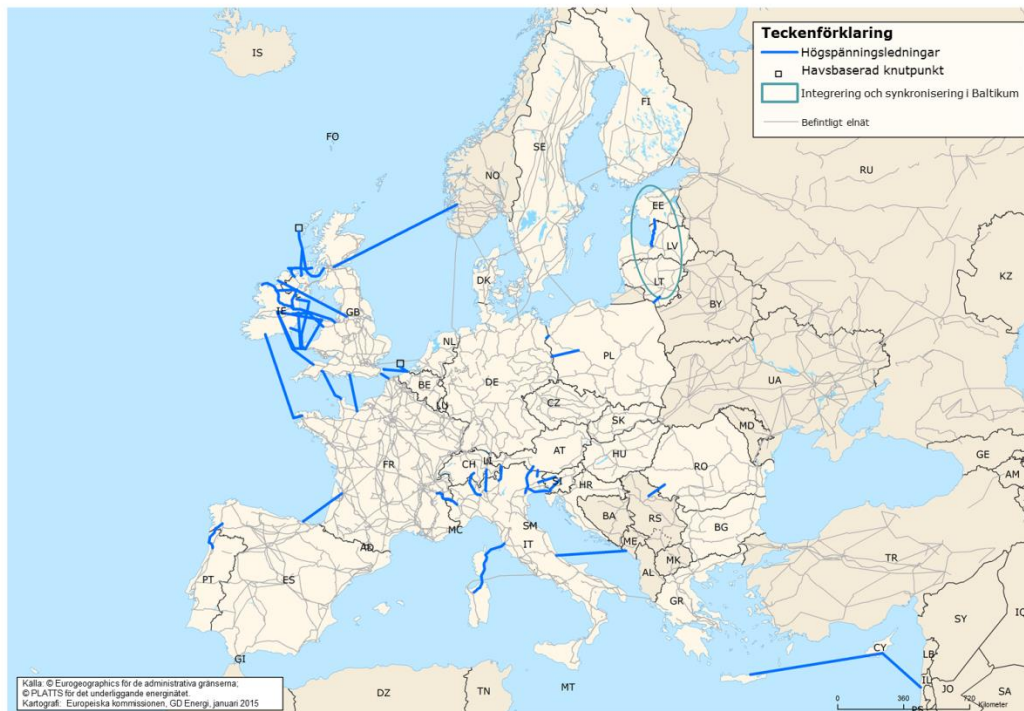 Teckenförklaring
Högspänningsledningar
Havsbaserad knutpunkt
Integrering och synkronisering i Baltikum
Befintligt elnät
IS
FO
NO
SE
FI
RU
EE
LV
LT
KZ
DK
BY
IE
GB
NL
PL
BE
DE
LU
CZ
UA
SK
MD
FR
CH
LI
AT
HU
RO
SI
HR
GE
BA
RS
AM
MC
SM
IT
ME
BG
AD
MK
AL
TR
PT
ES
GR
GI
SY
IQ
CY
LB
DZ
TN
MT
IL
JO
SA
PS
0 360 720
Kilometer
Källa: © Eurogeographics för de administrativa gränserna;
© PLATTS för det underliggande energinätet.
Kartografi: Europeiska kommissionen, GD Energi, januari 2015